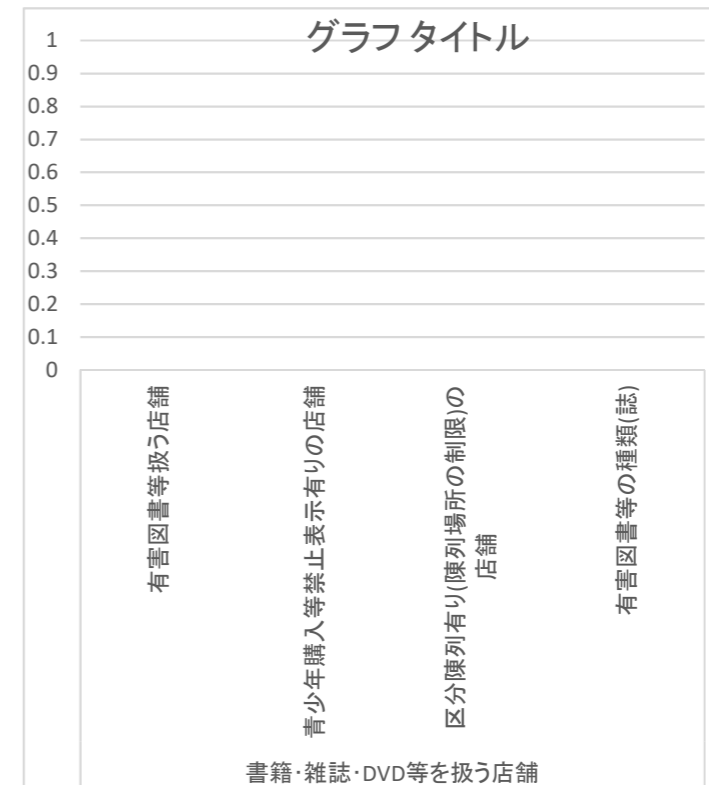 グラフ タイトル
1
0.9
0.8
0.7
0.6
0.5
0.4
0.3
0.2
0.1
0
有害図書等扱う店舗
青少年購入等禁止表示有りの店舗
区分陳列有り(陳列場所の制限)の
店舗
有害図書等の種類(誌)
書籍・雑誌・DVD等を扱う店舗